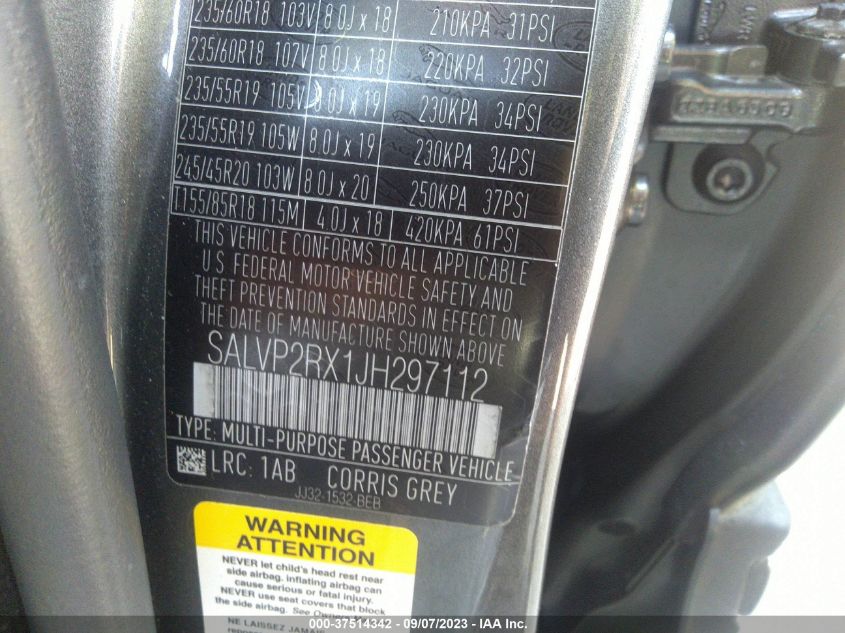 235/60R18 103V 8.0J x 18 210KPA 31PSI
235/60R18 107V 8.0J x 18 220KPA 32PSI
235/55R19 105V 8.0J x 19 230KPA 34PSI
235/55R19 105W 8.0J x 19 230KPA 34PSI
245/45R20 103W 8.0J x 20 250KPA 37PSI
T155/85R18 115M 4.0J x 18 420KPA 61PSI
THIS VEHICLE CONFORMS TO ALL APPLICABLE
U S FEDERAL MOTOR VEHICLE SAFETY AND
THEFT PREVENTION STANDARDS IN EFFECT ON
THE DATE OF MANUFACTURE SHOWN ABOVE
SALVP2RX1JH297112
TYPE: MULTI-PURPOSE PASSENGER VEHICLE
LRC: 1AB CORRIS GREY
JJ32-1532-BEB
WARNING
ATTENTION
NEVER let child's head rest near
side airbag, inflating airbag can
cause serious or fatal injury.
NEVER use seat covers that block
the side airbag. See
NE LAISSEZ JAMAIS
000-37514342 - 09/07/2023 - IAA Inc.